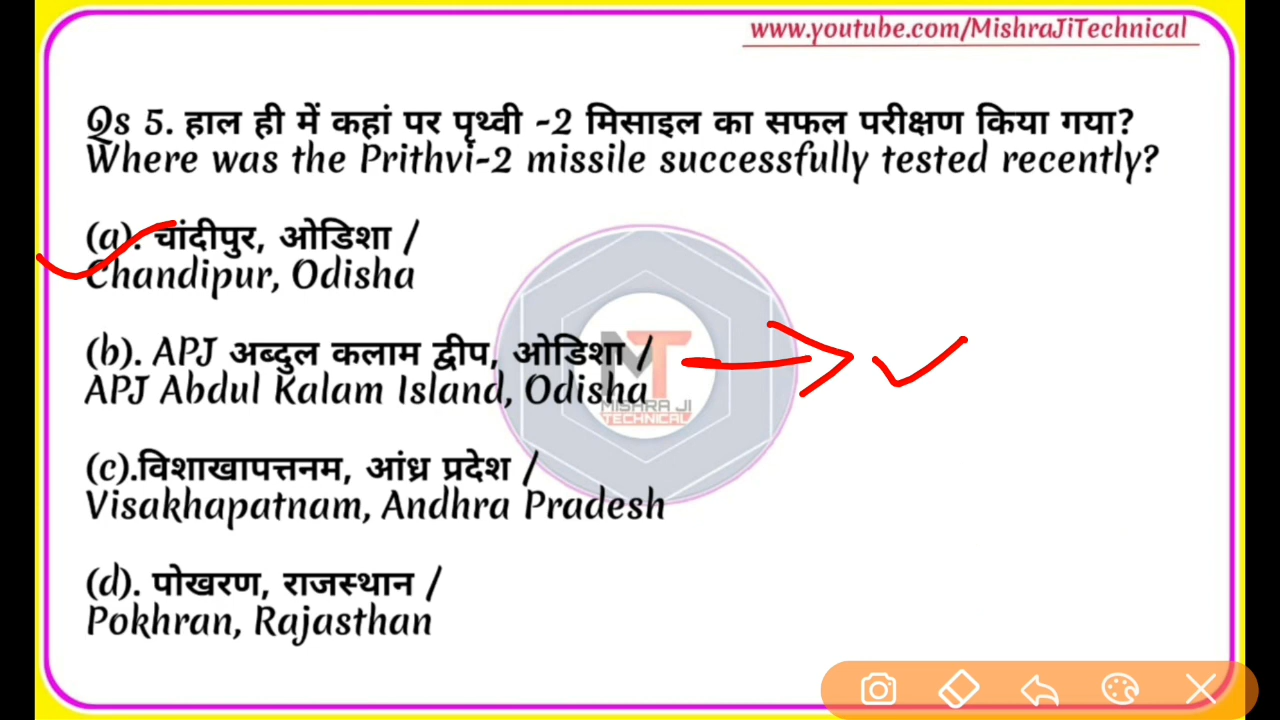 www.youtube.com/MishraJiTechnical
Qs 5. हाल ही में कहां पर पृथ्वी -2 मिसाइल का सफल परीक्षण किया गया?
Where was the Prithvi-2 missile successfully tested recently?
(a). चांदीपुर, ओडिशा /
Chandipur, Odisha
(b). APJ अब्दुल कलाम द्वीप, ओडिशा /
APJ Abdul Kalam Island, Odisha
MT
MISHRA JI
TECHNICAL
(c).विशाखापत्तनम, आंध्र प्रदेश /
Visakhapatnam, Andhra Pradesh
(d). पोखरण, राजस्थान /
Pokhran, Rajasthan